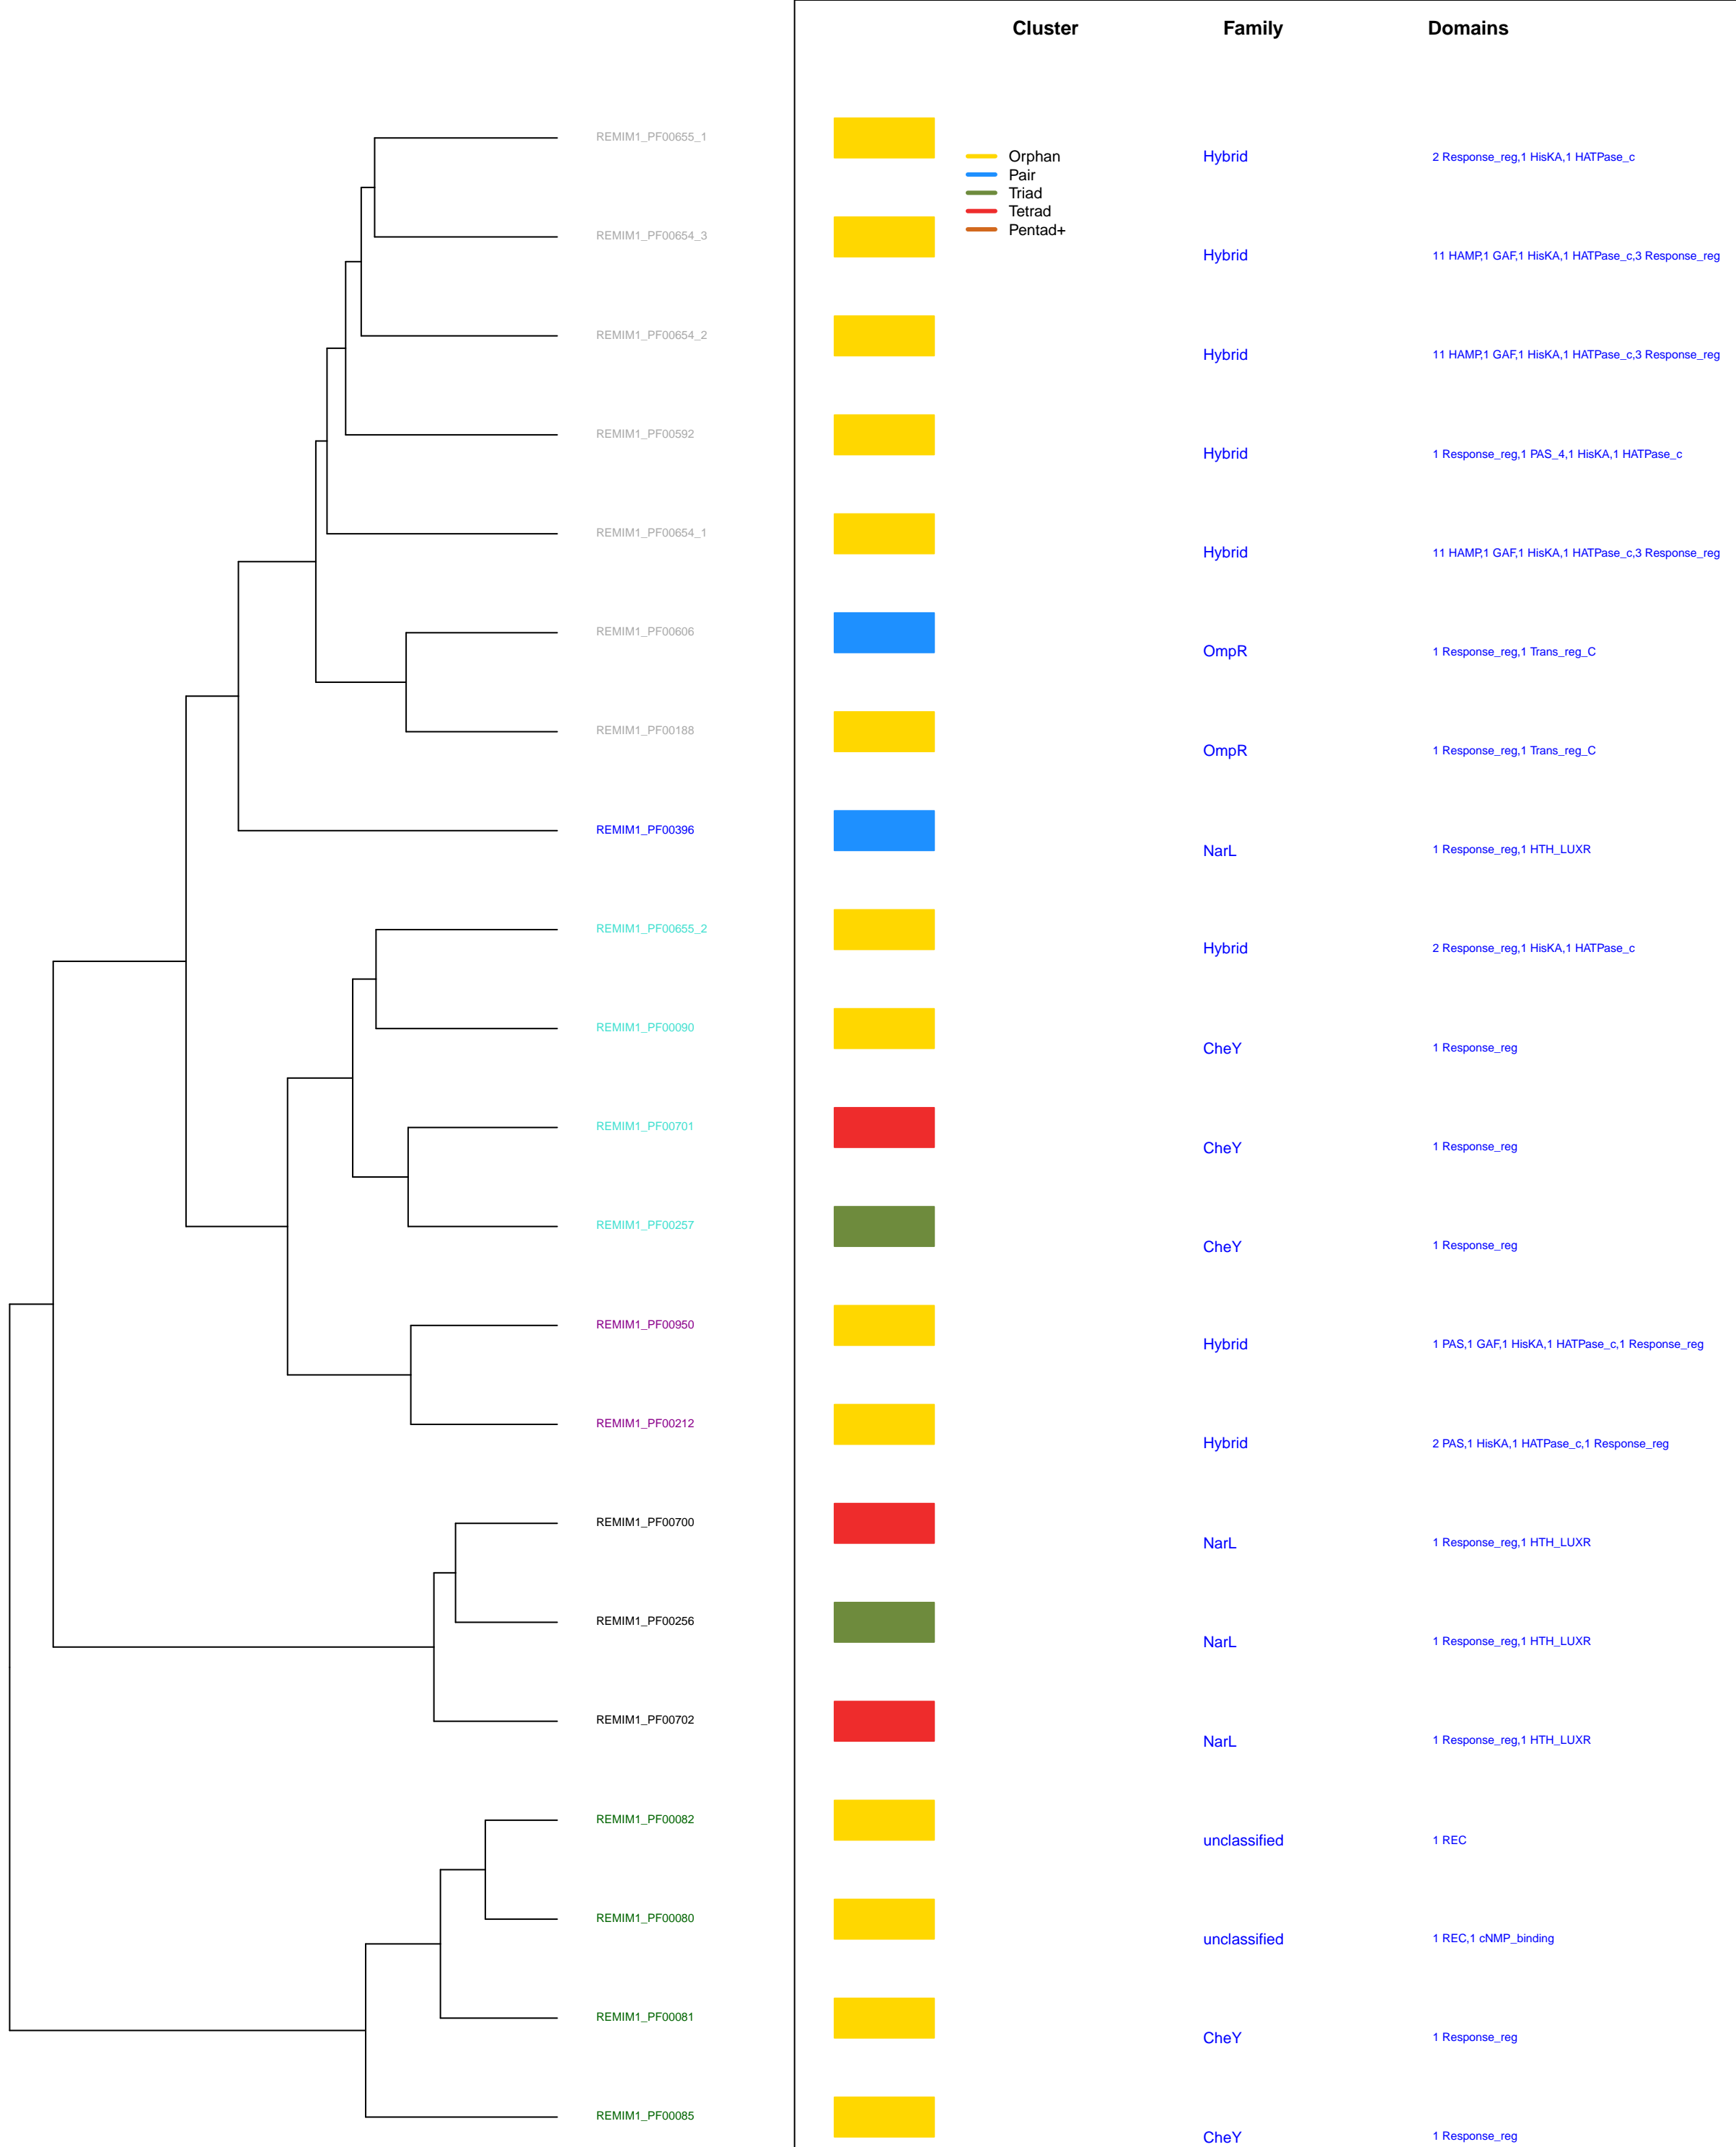 Cluster Family Domains
REMIM1_PF00655_1
Orphan Hybrid 2 Response_reg,1 HisKA,1 HATPase_c
Pair
Triad
Tetrad
Pentad+
REMIM1_PF00654_3
Hybrid 11 HAMP,1 GAF,1 HisKA,1 HATPase_c,3 Response_reg
REMIM1_PF00654_2
Hybrid 11 HAMP,1 GAF,1 HisKA,1 HATPase_c,3 Response_reg
REMIM1_PF00592
Hybrid 1 Response_reg,1 PAS_4,1 HisKA,1 HATPase_c
REMIM1_PF00654_1
Hybrid 11 HAMP,1 GAF,1 HisKA,1 HATPase_c,3 Response_reg
REMIM1_PF00606
OmpR 1 Response_reg,1 Trans_reg_C
REMIM1_PF00188
OmpR 1 Response_reg,1 Trans_reg_C
REMIM1_PF00396
NarL 1 Response_reg,1 HTH_LUXR
REMIM1_PF00655_2
Hybrid 2 Response_reg,1 HisKA,1 HATPase_c
REMIM1_PF00090
CheY 1 Response_reg
REMIM1_PF00701
CheY 1 Response_reg
REMIM1_PF00257
CheY 1 Response_reg
REMIM1_PF00950
Hybrid 1 PAS,1 GAF,1 HisKA,1 HATPase_c,1 Response_reg
REMIM1_PF00212
Hybrid 2 PAS,1 HisKA,1 HATPase_c,1 Response_reg
REMIM1_PF00700
NarL 1 Response_reg,1 HTH_LUXR
REMIM1_PF00256
NarL 1 Response_reg,1 HTH_LUXR
REMIM1_PF00702
NarL 1 Response_reg,1 HTH_LUXR
REMIM1_PF00082
unclassified 1 REC
REMIM1_PF00080
unclassified 1 REC,1 cNMP_binding
REMIM1_PF00081
CheY 1 Response_reg
REMIM1_PF00085
CheY 1 Response_reg